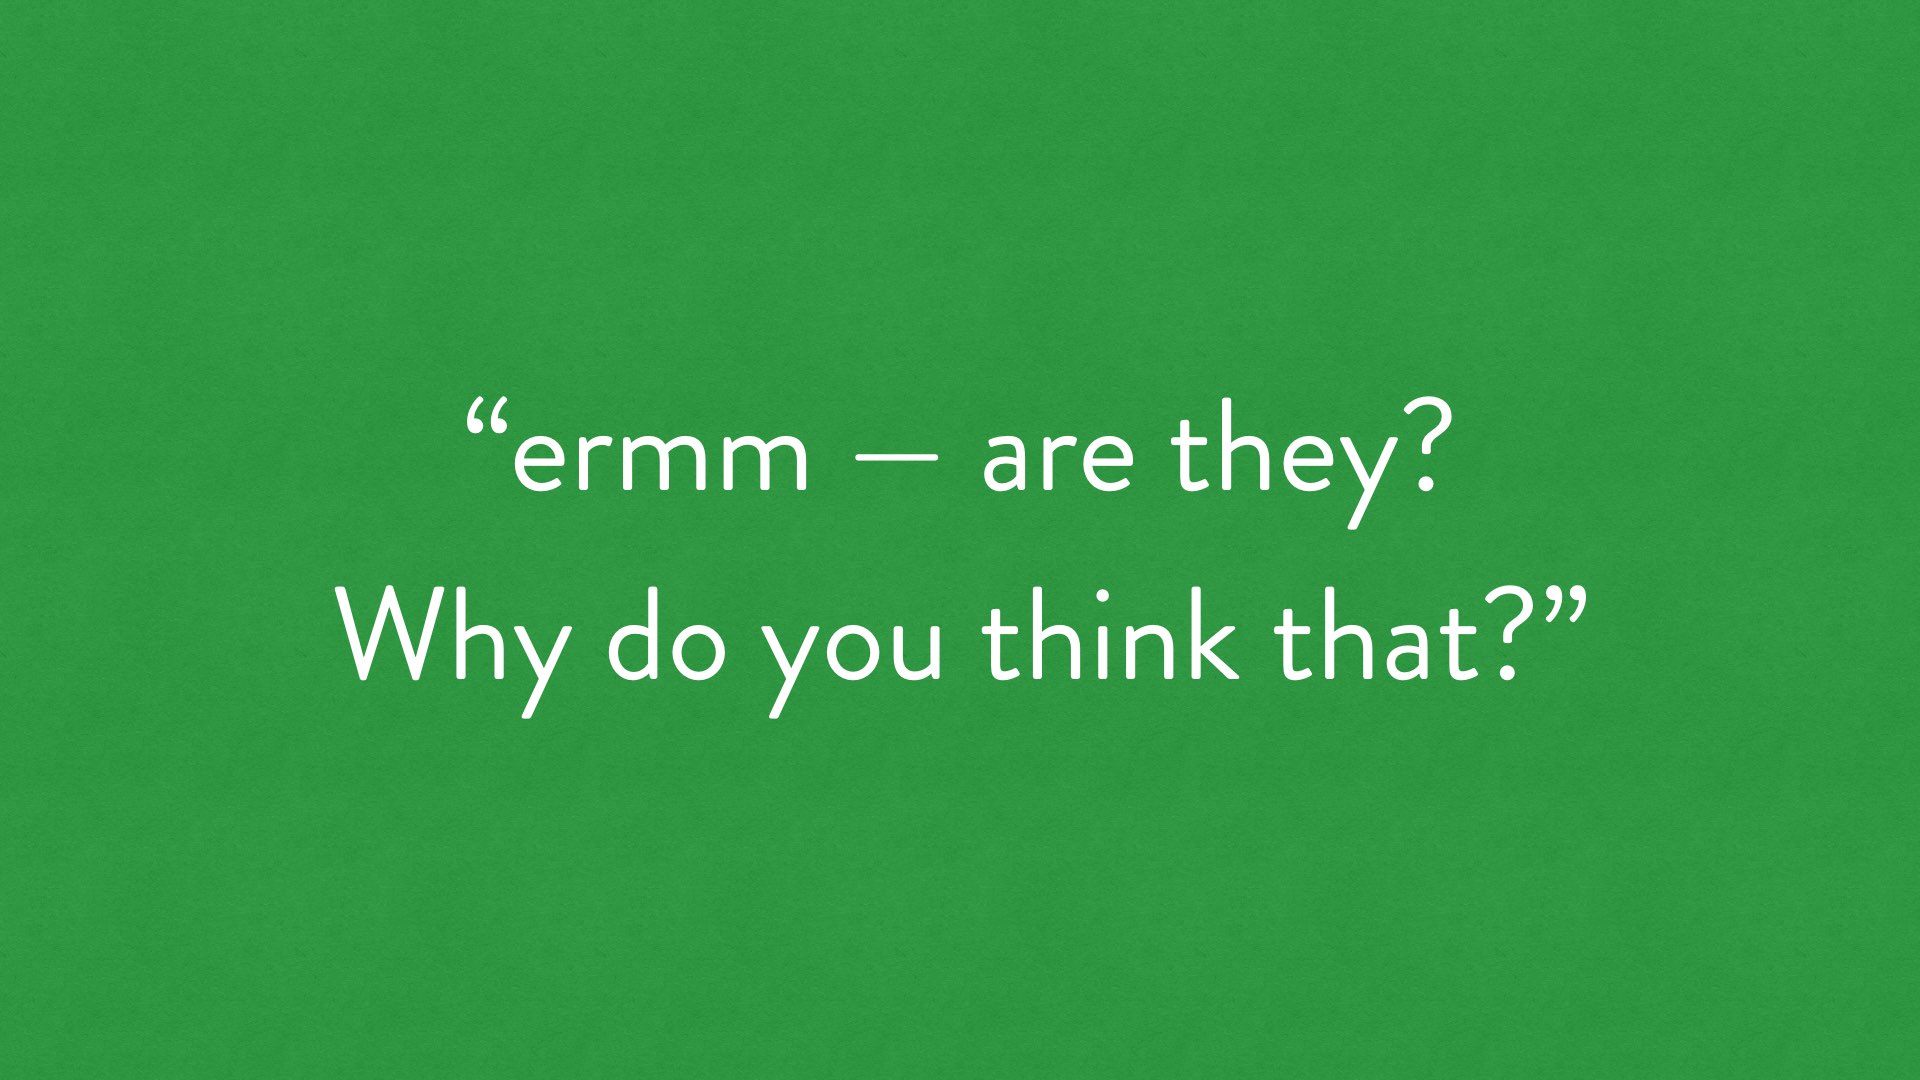 “ermm — are they?
Why do you think that?”